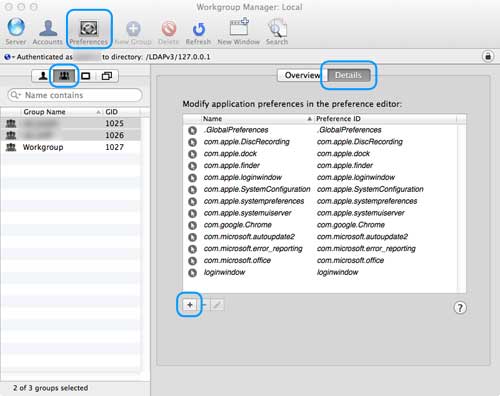 Workgroup Manager: Local
Server Accounts Preferences New Group Delete Refresh New Window Search
Authenticated as to directory: /LDAPv3/127.0.0.1
Overview Details
Name contains
Group Name GID
1025
1026
Workgroup 1027
Modify application preferences in the preference editor:
Name Preference ID
.GlobalPreferences .GlobalPreferences
com.apple.DiscRecording com.apple.DiscRecording
com.apple.dock com.apple.dock
com.apple.finder com.apple.finder
com.apple.loginwindow com.apple.loginwindow
com.apple.SystemConfiguration com.apple.SystemConfiguration
com.apple.systempreferences com.apple.systempreferences
com.apple.systemuiserver com.apple.systemuiserver
com.google.Chrome com.google.Chrome
com.microsoft.autoupdate2 com.microsoft.autoupdate2
com.microsoft.error_reporting com.microsoft.error_reporting
com.microsoft.office com.microsoft.office
loginwindow loginwindow
+ −
?
2 of 3 groups selected